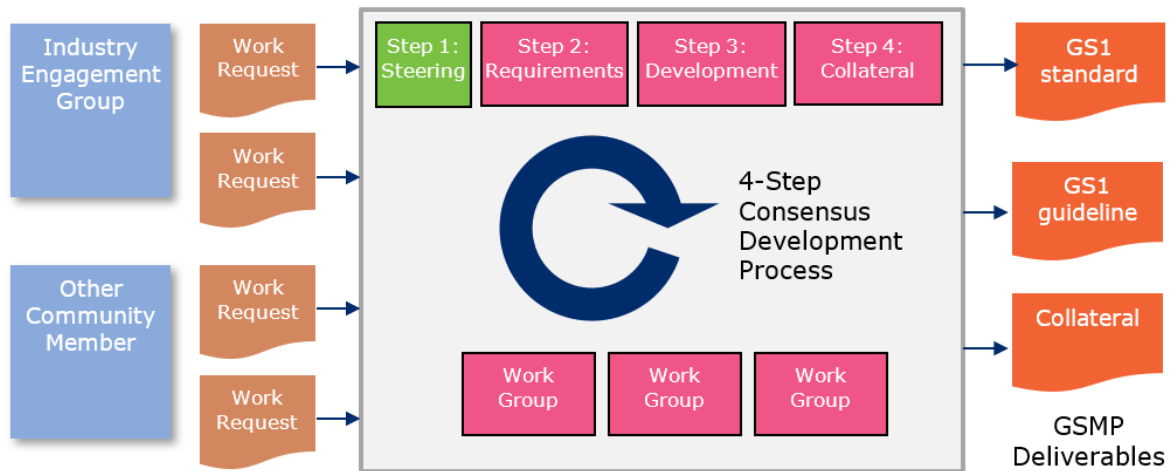 Industry
Engagement
Group
Work
Request
Work
Request
Other
Community
Member
Work
Request
Work
Request
Step 1:
Steering
Step 2:
Requirements
Step 3:
Development
Step 4:
Collateral
4-Step
Consensus
Development
Process
Work
Group
Work
Group
Work
Group
GS1
standard
GS1
guideline
Collateral
GSMP
Deliverables